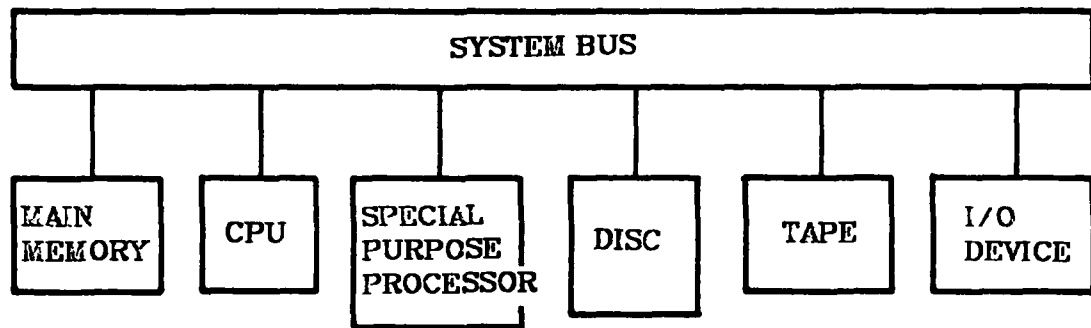 SYSTEM BUS
MAIN
MEMORY
CPU
SPECIAL
PURPOSE
PROCESSOR
DISC
TAPE
I/O
DEVICE